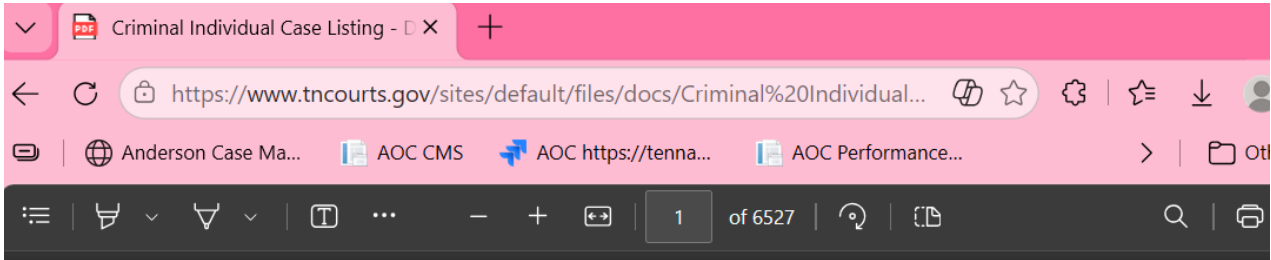 Criminal Individual Case Listing - D
https://www.tncourts.gov/sites/default/files/docs/Criminal%20Individual...
Anderson Case Ma... AOC CMS AOC https://tenna... AOC Performance... Oth
1 of 6527